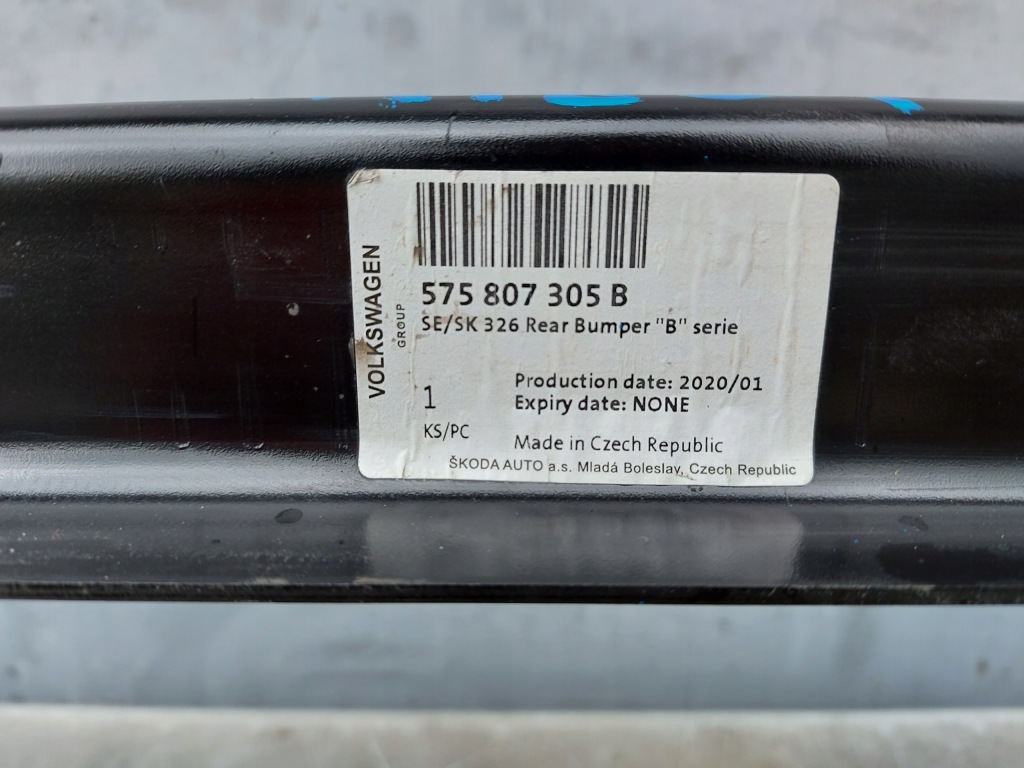 VOLKSWAGEN
GROUP
575 807 305 B
SE/SK 326 Rear Bumper "B" serie
1
KS/PC
Production date: 2020/01
Expiry date: NONE
Made in Czech Republic
ŠKODA AUTO a.s. Mladá Boleslav, Czech Republic